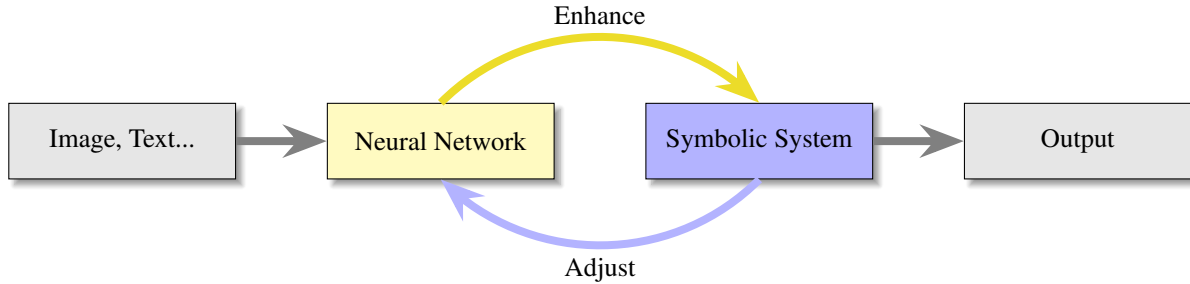 Enhance
Image, Text...
Neural Network
Symbolic System
Output
Adjust